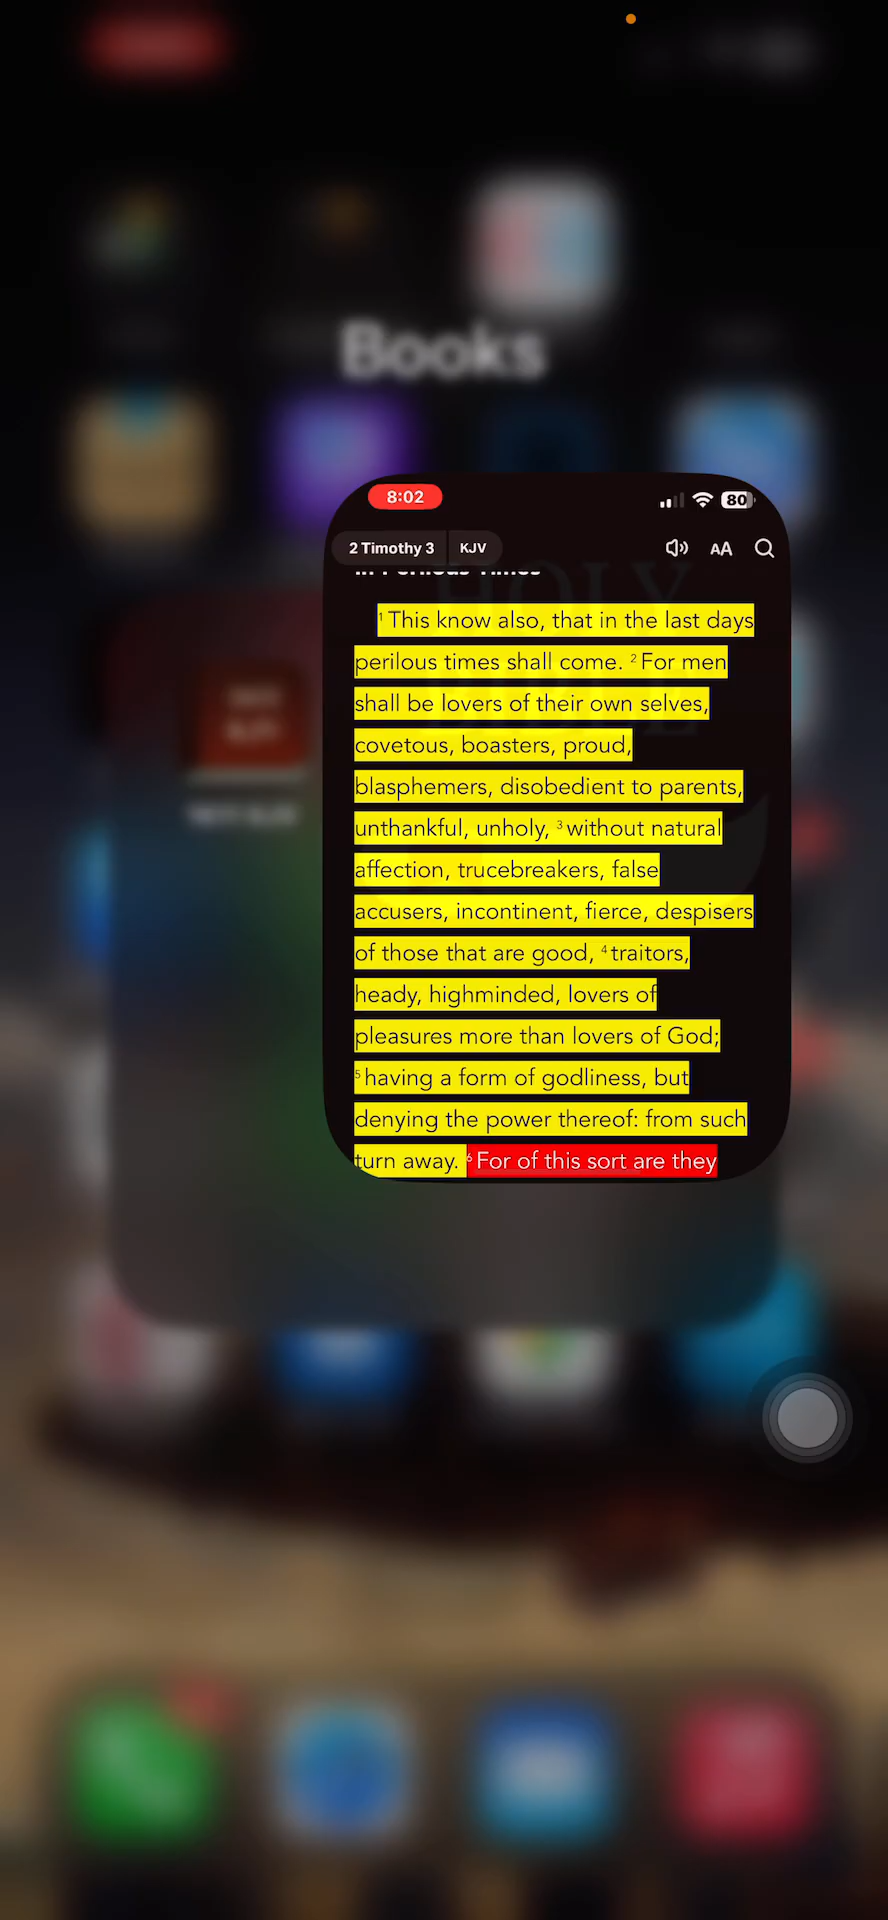 Books
8:02
80
2 Timothy 3 KJV
AA
In Perilous Times
1 This know also, that in the last days
perilous times shall come. 2 For men
shall be lovers of their own selves,
covetous, boasters, proud,
blasphemers, disobedient to parents,
unthankful, unholy, 3 without natural
affection, trucebreakers, false
accusers, incontinent, fierce, despisers
of those that are good, 4 traitors,
heady, highminded, lovers of
pleasures more than lovers of God;
5 having a form of godliness, but
denying the power thereof: from such
turn away. 6 For of this sort are they